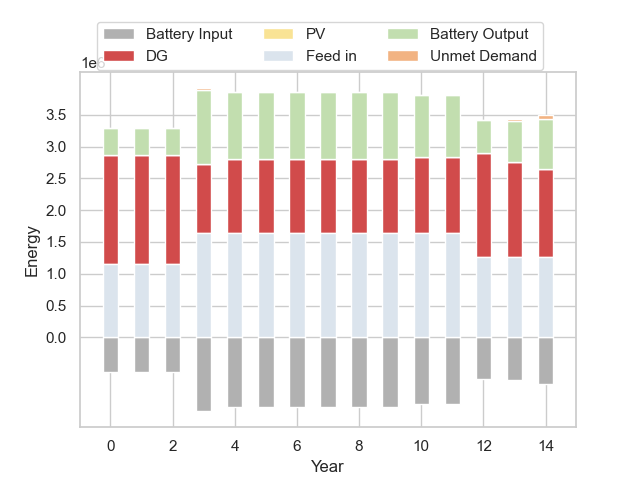 Battery Input PV Battery Output
DG Feed in Unmet Demand
1e6
3.5
3.0
2.5
2.0
1.5
1.0
0.5
0.0
Energy
0 2 4 6 8 10 12 14
Year